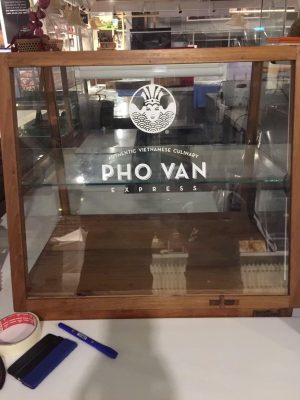 AUTHENTIC VIETNAMESE CULINARY
PHO VAN
EXPRESS